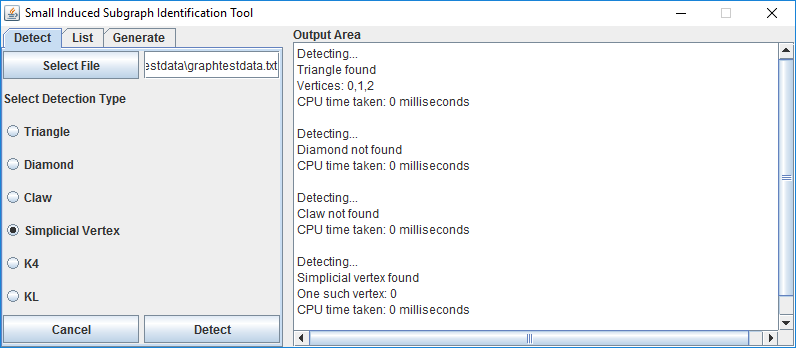 Small Induced Subgraph Identification Tool
Detect List Generate
Select File
estdata\graphtestdata.txt
Select Detection Type
Triangle
Diamond
Claw
Simplicial Vertex
K4
KL
Cancel Detect
Output Area
Detecting...
Triangle found
Vertices: 0,1,2
CPU time taken: 0 milliseconds
Detecting...
Diamond not found
CPU time taken: 0 milliseconds
Detecting...
Claw not found
CPU time taken: 0 milliseconds
Detecting...
Simplicial vertex found
One such vertex: 0
CPU time taken: 0 milliseconds